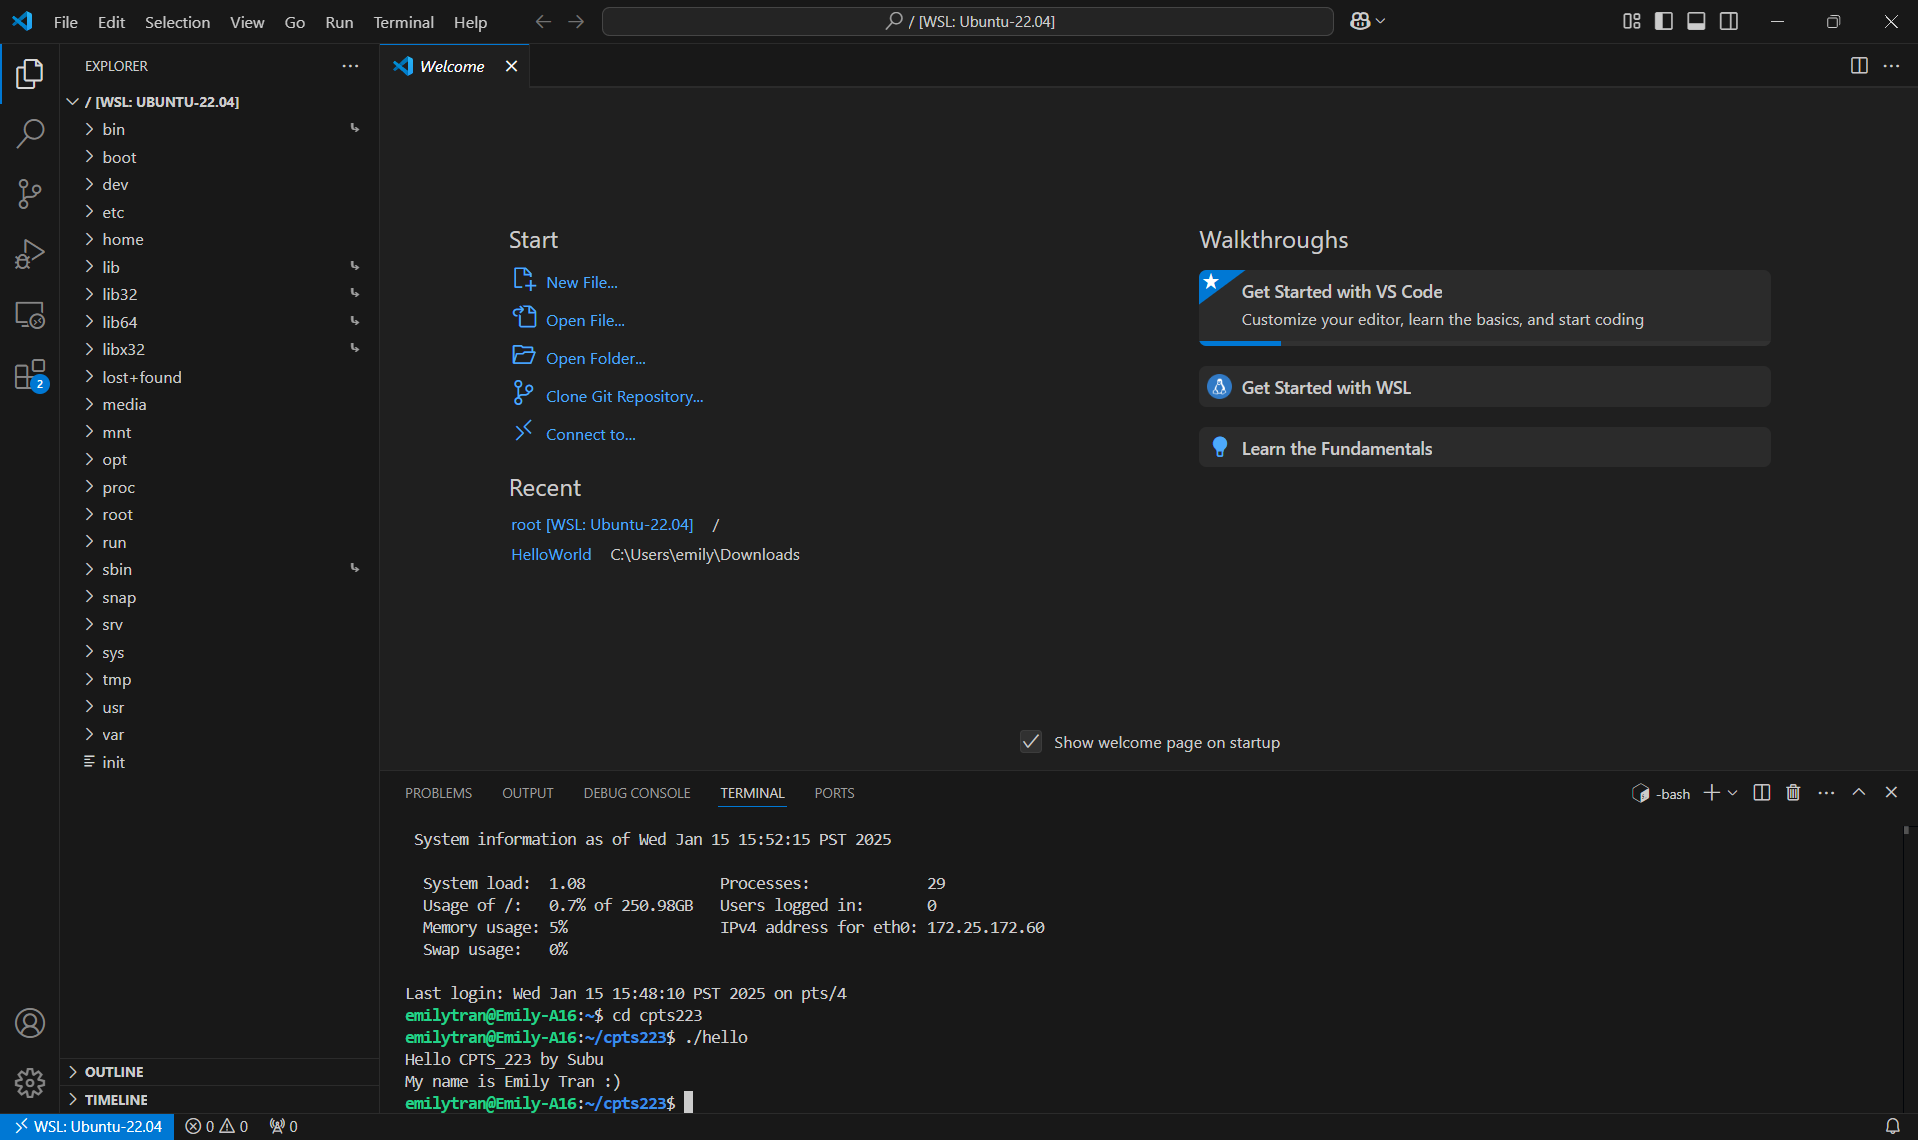 File Edit Selection View Go Run Terminal Help
/ [WSL: Ubuntu-22.04]
EXPLORER
/ [WSL: UBUNTU-22.04]
bin
boot
dev
etc
home
lib
lib32
lib64
libx32
lost+found
media
mnt
opt
proc
root
run
sbin
snap
srv
sys
tmp
usr
var
init
2
OUTLINE
TIMELINE
Welcome
Start
New File...
Open File...
Open Folder...
Clone Git Repository...
Connect to...
Recent
root [WSL: Ubuntu-22.04] /
HelloWorld C:\Users\emily\Downloads
Walkthroughs
Get Started with VS Code
Customize your editor, learn the basics, and start coding
Get Started with WSL
Learn the Fundamentals
Show welcome page on startup
PROBLEMS OUTPUT DEBUG CONSOLE TERMINAL PORTS
-bash
System information as of Wed Jan 15 15:52:15 PST 2025
System load: 1.08 Processes: 29
Usage of /: 0.7% of 250.98GB Users logged in: 0
Memory usage: 5% IPv4 address for eth0: 172.25.172.60
Swap usage: 0%
Last login: Wed Jan 15 15:48:10 PST 2025 on pts/4
emilytran@Emily-A16:~$ cd cpts223
emilytran@Emily-A16:~/cpts223$ ./hello
Hello CPTS_223 by Subu
My name is Emily Tran :)
emilytran@Emily-A16:~/cpts223$
WSL: Ubuntu-22.04 0 0 0